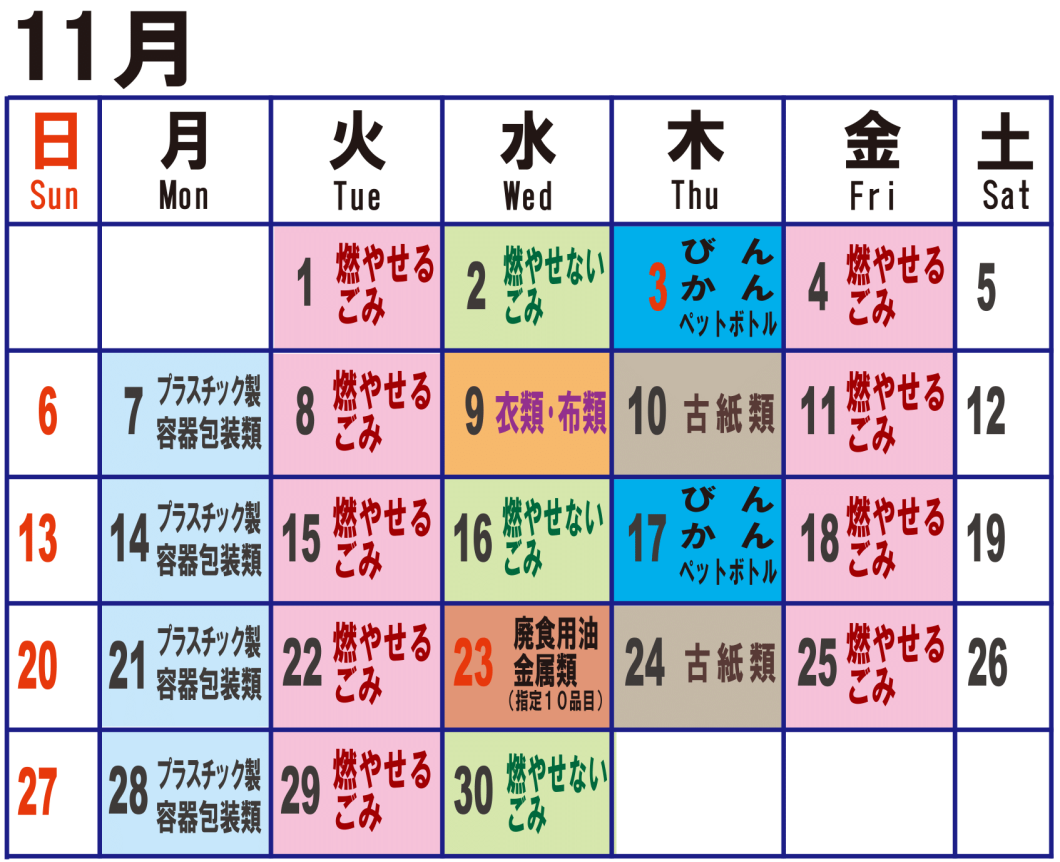 11月
日 月 火 水 木 金 土
Sun Mon Tue Wed Thu Fri Sat
1 燃やせる
ごみ
2 燃やせない
ごみ
3 びん
かん
ペットボトル
4 燃やせる
ごみ
5
6
7 プラスチック製
容器包装類
8 燃やせる
ごみ
9 衣類・布類
10 古紙類
11 燃やせる
ごみ
12
13
14 プラスチック製
容器包装類
15 燃やせる
ごみ
16 燃やせない
ごみ
17 びん
かん
ペットボトル
18 燃やせる
ごみ
19
20
21 プラスチック製
容器包装類
22 燃やせる
ごみ
23 廃食用油
金属類
（指定１０品目）
24 古紙類
25 燃やせる
ごみ
26
27
28 プラスチック製
容器包装類
29 燃やせる
ごみ
30 燃やせない
ごみ